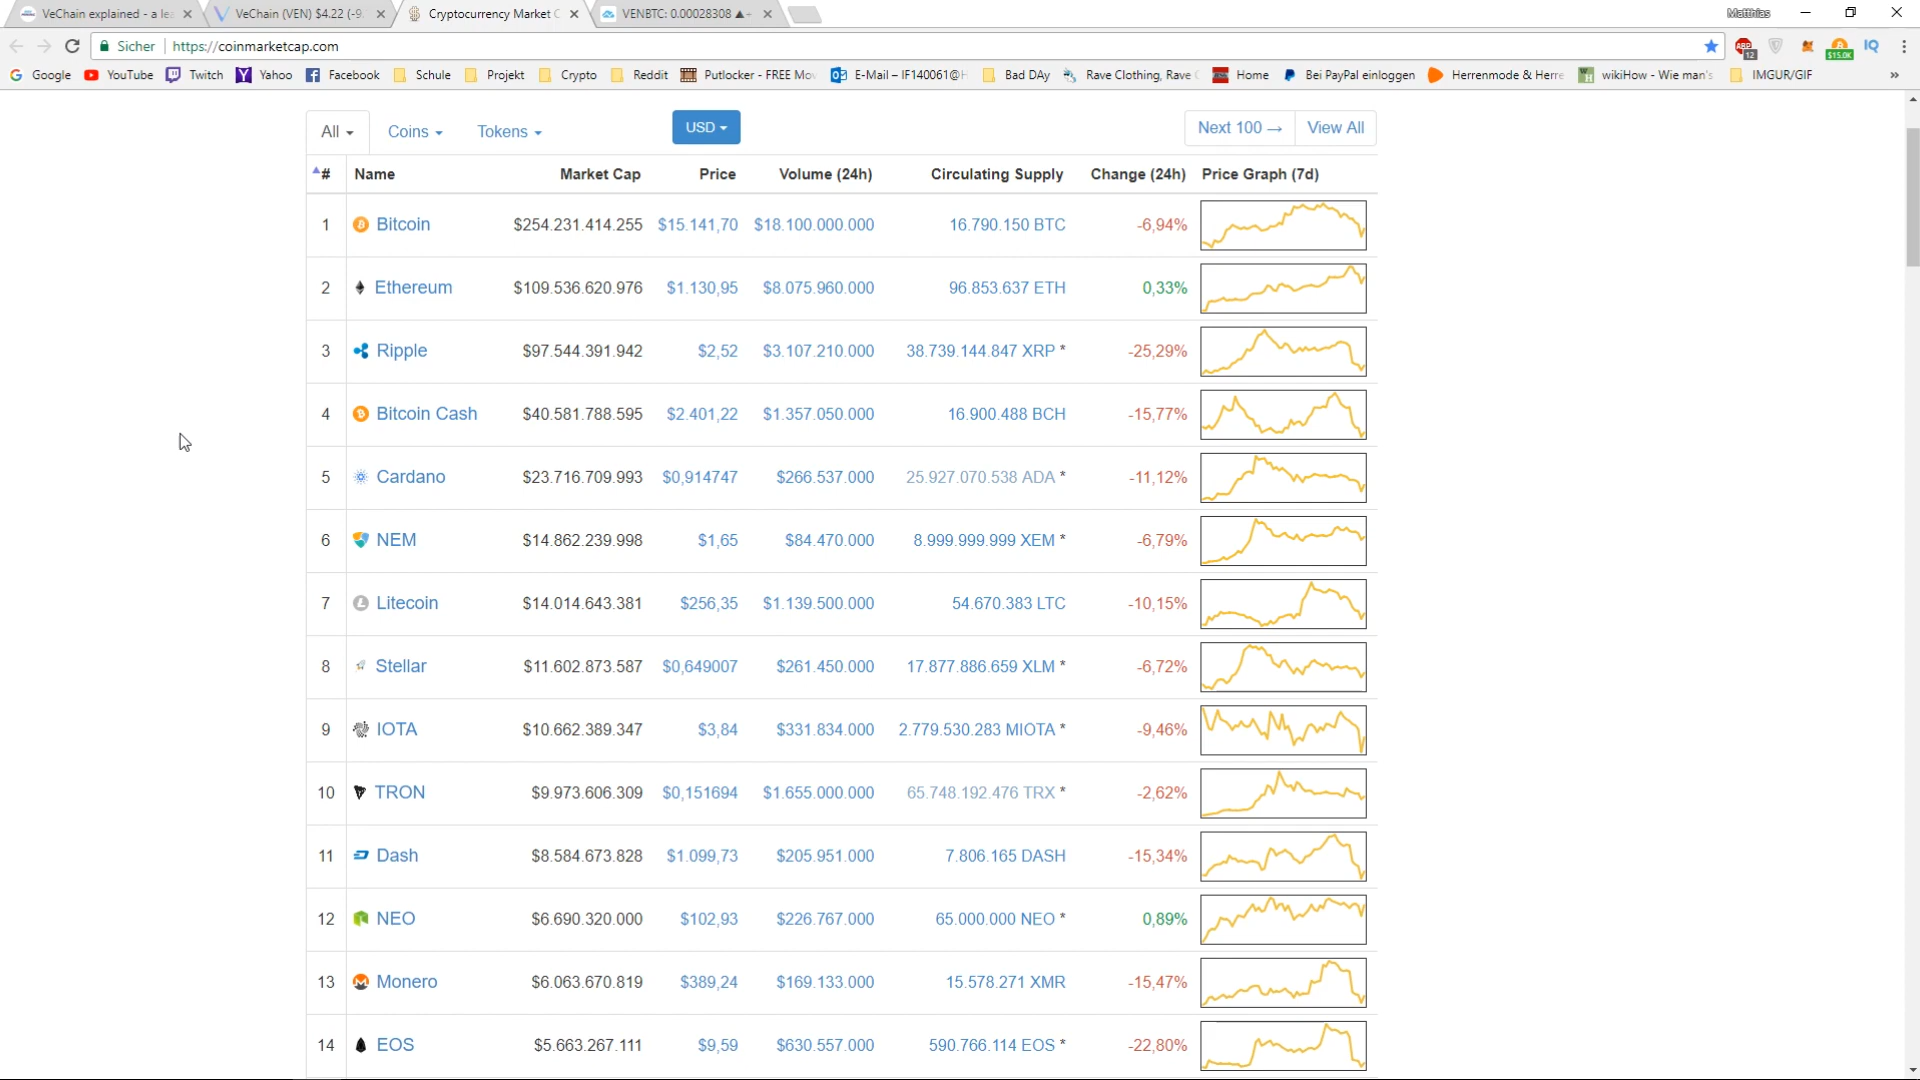 VeChain explained - a le
VeChain (VEN) $4.22 (-9.
Cryptocurrency Market C
VENBTC: 0.00028308 ▲+
Matthias
Sicher
https://coinmarketcap.com
12
$15.0K
IQ
Google
YouTube
Twitch
Yahoo
Facebook
Schule
Projekt
Crypto
Reddit
Putlocker - FREE Mov
E-Mail – IF140061@H
Bad DAy
Rave Clothing, Rave C
Home
Bei PayPal einloggen
Herrenmode & Herre
wikiHow - Wie man's
IMGUR/GIF
»
All
Coins
Tokens
USD
Next 100 →
View All
# Name Market Cap Price Volume (24h) Circulating Supply Change (24h) Price Graph (7d)
1 Bitcoin $254.231.414.255 $15.141,70 $18.100.000.000 16.790.150 BTC -6,94%
2 Ethereum $109.536.620.976 $1.130,95 $8.075.960.000 96.853.637 ETH 0,33%
3 Ripple $97.544.391.942 $2,52 $3.107.210.000 38.739.144.847 XRP * -25,29%
4 Bitcoin Cash $40.581.788.595 $2.401,22 $1.357.050.000 16.900.488 BCH -15,77%
5 Cardano $23.716.709.993 $0,914747 $266.537.000 25.927.070.538 ADA * -11,12%
6 NEM $14.862.239.998 $1,65 $84.470.000 8.999.999.999 XEM * -6,79%
7 Litecoin $14.014.643.381 $256,35 $1.139.500.000 54.670.383 LTC -10,15%
8 Stellar $11.602.873.587 $0,649007 $261.450.000 17.877.886.659 XLM * -6,72%
9 IOTA $10.662.389.347 $3,84 $331.834.000 2.779.530.283 MIOTA * -9,46%
10 TRON $9.973.606.309 $0,151694 $1.655.000.000 65.748.192.476 TRX * -2,62%
11 Dash $8.584.673.828 $1.099,73 $205.951.000 7.806.165 DASH -15,34%
12 NEO $6.690.320.000 $102,93 $226.767.000 65.000.000 NEO * 0,89%
13 Monero $6.063.670.819 $389,24 $169.133.000 15.578.271 XMR -15,47%
14 EOS $5.663.267.111 $9,59 $630.557.000 590.766.114 EOS * -22,80%